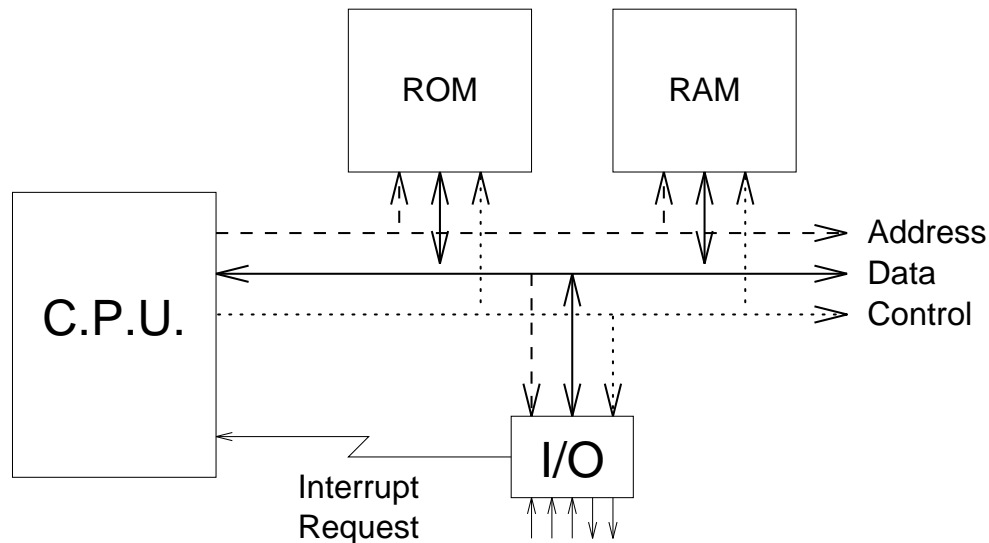 ROM
RAM
Address
Data
Control
C.P.U.
I/O
Interrupt
Request